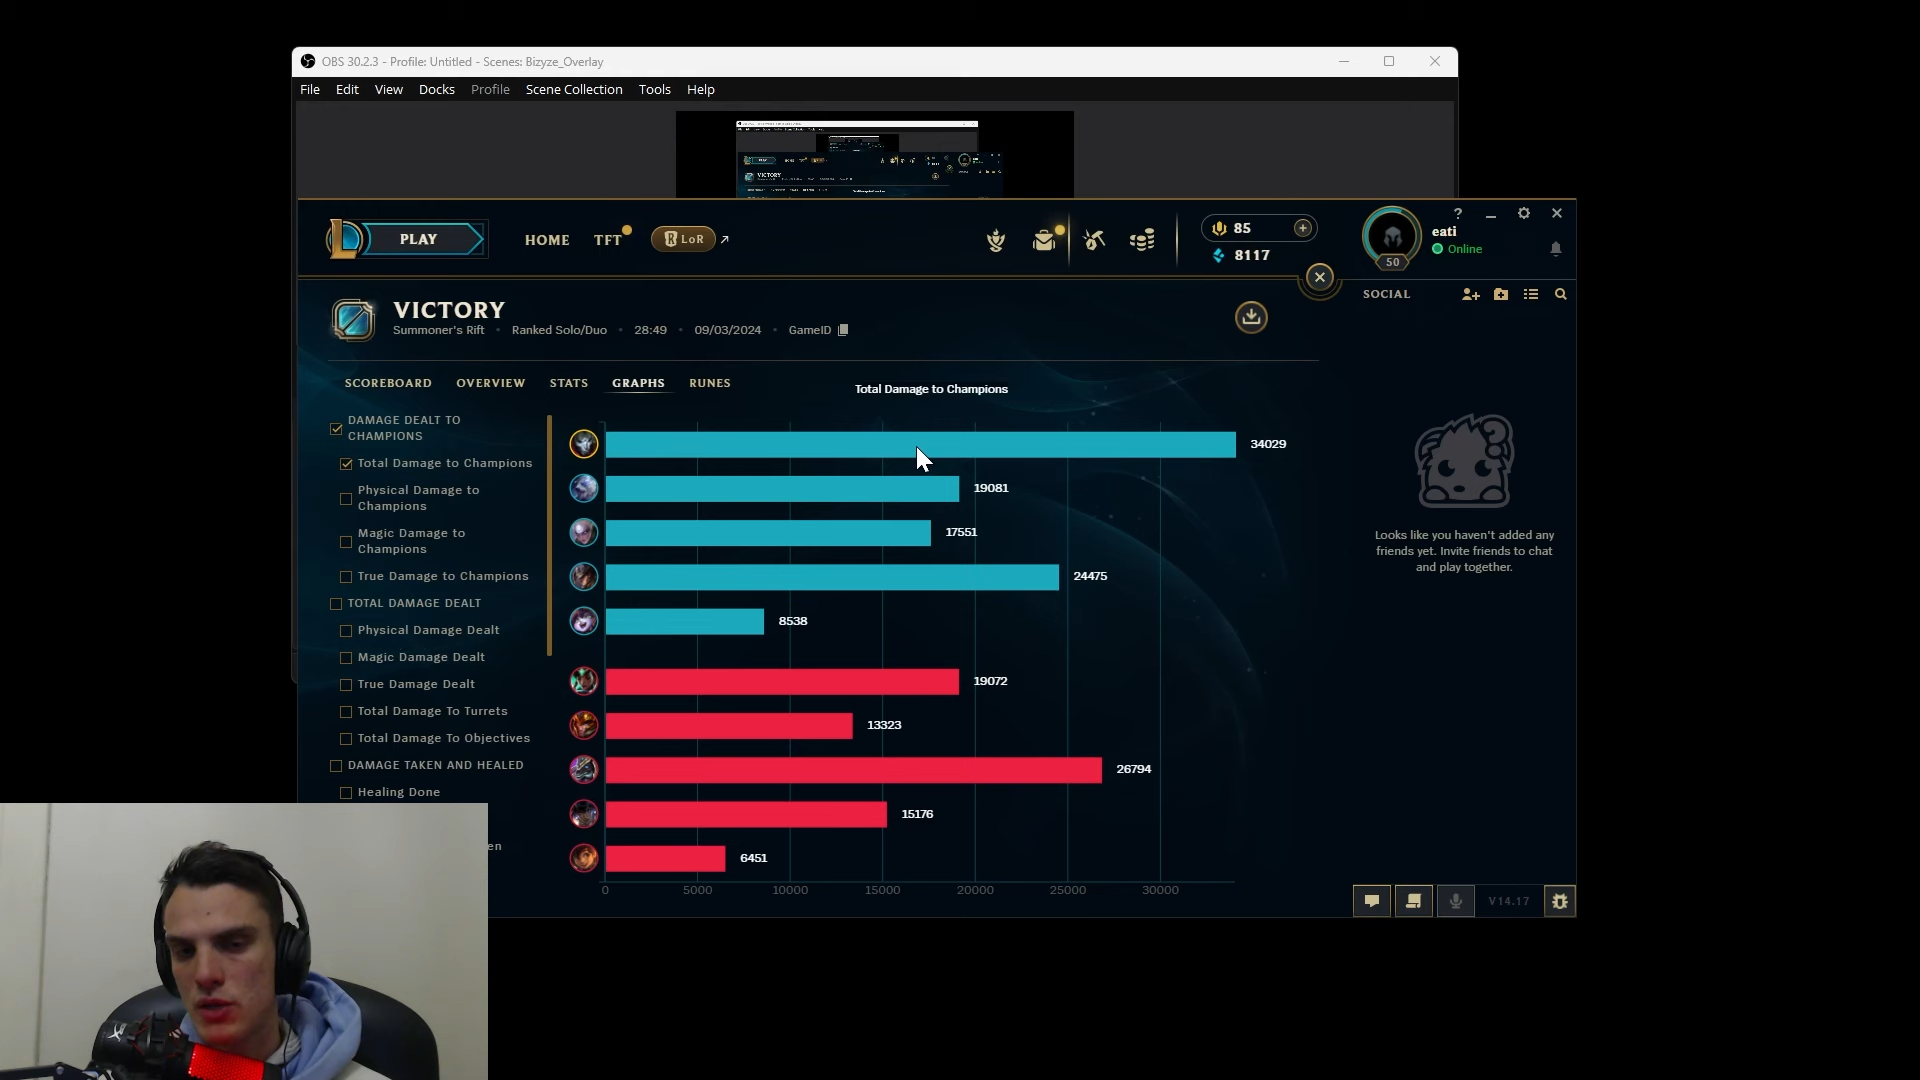 OBS 30.2.3 - Profile: Untitled - Scenes: Bizyze_Overlay
File Edit View Docks Profile Scene Collection Tools Help
VICTORY
PLAY HOME TFT LoR 85 8117 ? eati Online 50
SOCIAL
VICTORY
Summoner's Rift • Ranked Solo/Duo • 28:49 • 09/03/2024 • GameID
SCOREBOARD OVERVIEW STATS GRAPHS RUNES
Total Damage to Champions
DAMAGE DEALT TO
CHAMPIONS
Total Damage to Champions
Physical Damage to
Champions
Magic Damage to
Champions
True Damage to Champions
TOTAL DAMAGE DEALT
Physical Damage Dealt
Magic Damage Dealt
True Damage Dealt
Total Damage To Turrets
Total Damage To Objectives
DAMAGE TAKEN AND HEALED
Healing Done
en
34029
19081
17551
24475
8538
19072
13323
26794
15176
6451
0 5000 10000 15000 20000 25000 30000
Looks like you haven't added any
friends yet. Invite friends to chat
and play together.
V14.17